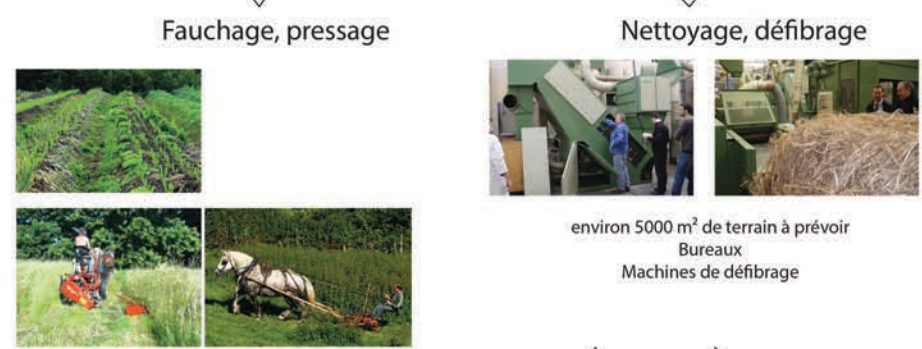 Fauchage, pressage
Nettoyage, défibrage
environ 5000 m² de terrain à prévoir
Bureaux
Machines de défibrage